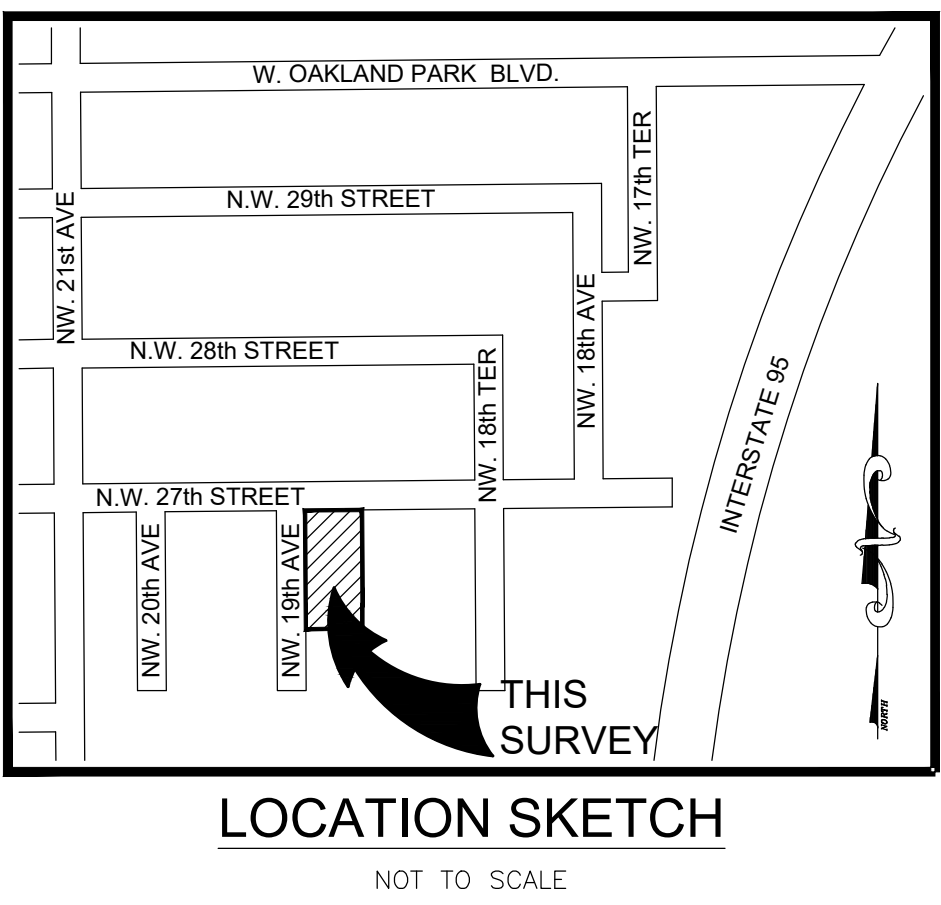 W. OAKLAND PARK BLVD.
NW. 17th TER
N.W. 29th STREET
NW. 21st AVE
NW. 18th AVE
N.W. 28th STREET
NW. 18th TER
INTERSTATE 95
N.W. 27th STREET
NW. 20th AVE
NW. 19th AVE
THIS
SURVEY
NORTH
LOCATION SKETCH
NOT TO SCALE